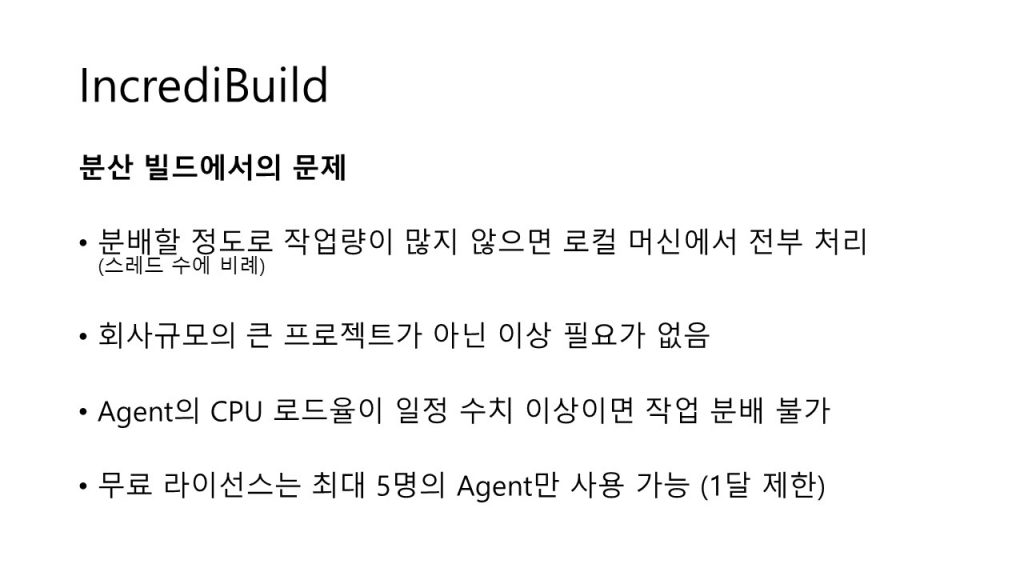 IncrediBuild
분산 빌드에서의 문제
• 분배할 정도로 작업량이 많지 않으면 로컬 머신에서 전부 처리
(스레드 수에 비례)
• 회사규모의 큰 프로젝트가 아닌 이상 필요가 없음
• Agent의 CPU 로드율이 일정 수치 이상이면 작업 분배 불가
• 무료 라이선스는 최대 5명의 Agent만 사용 가능 (1달 제한)